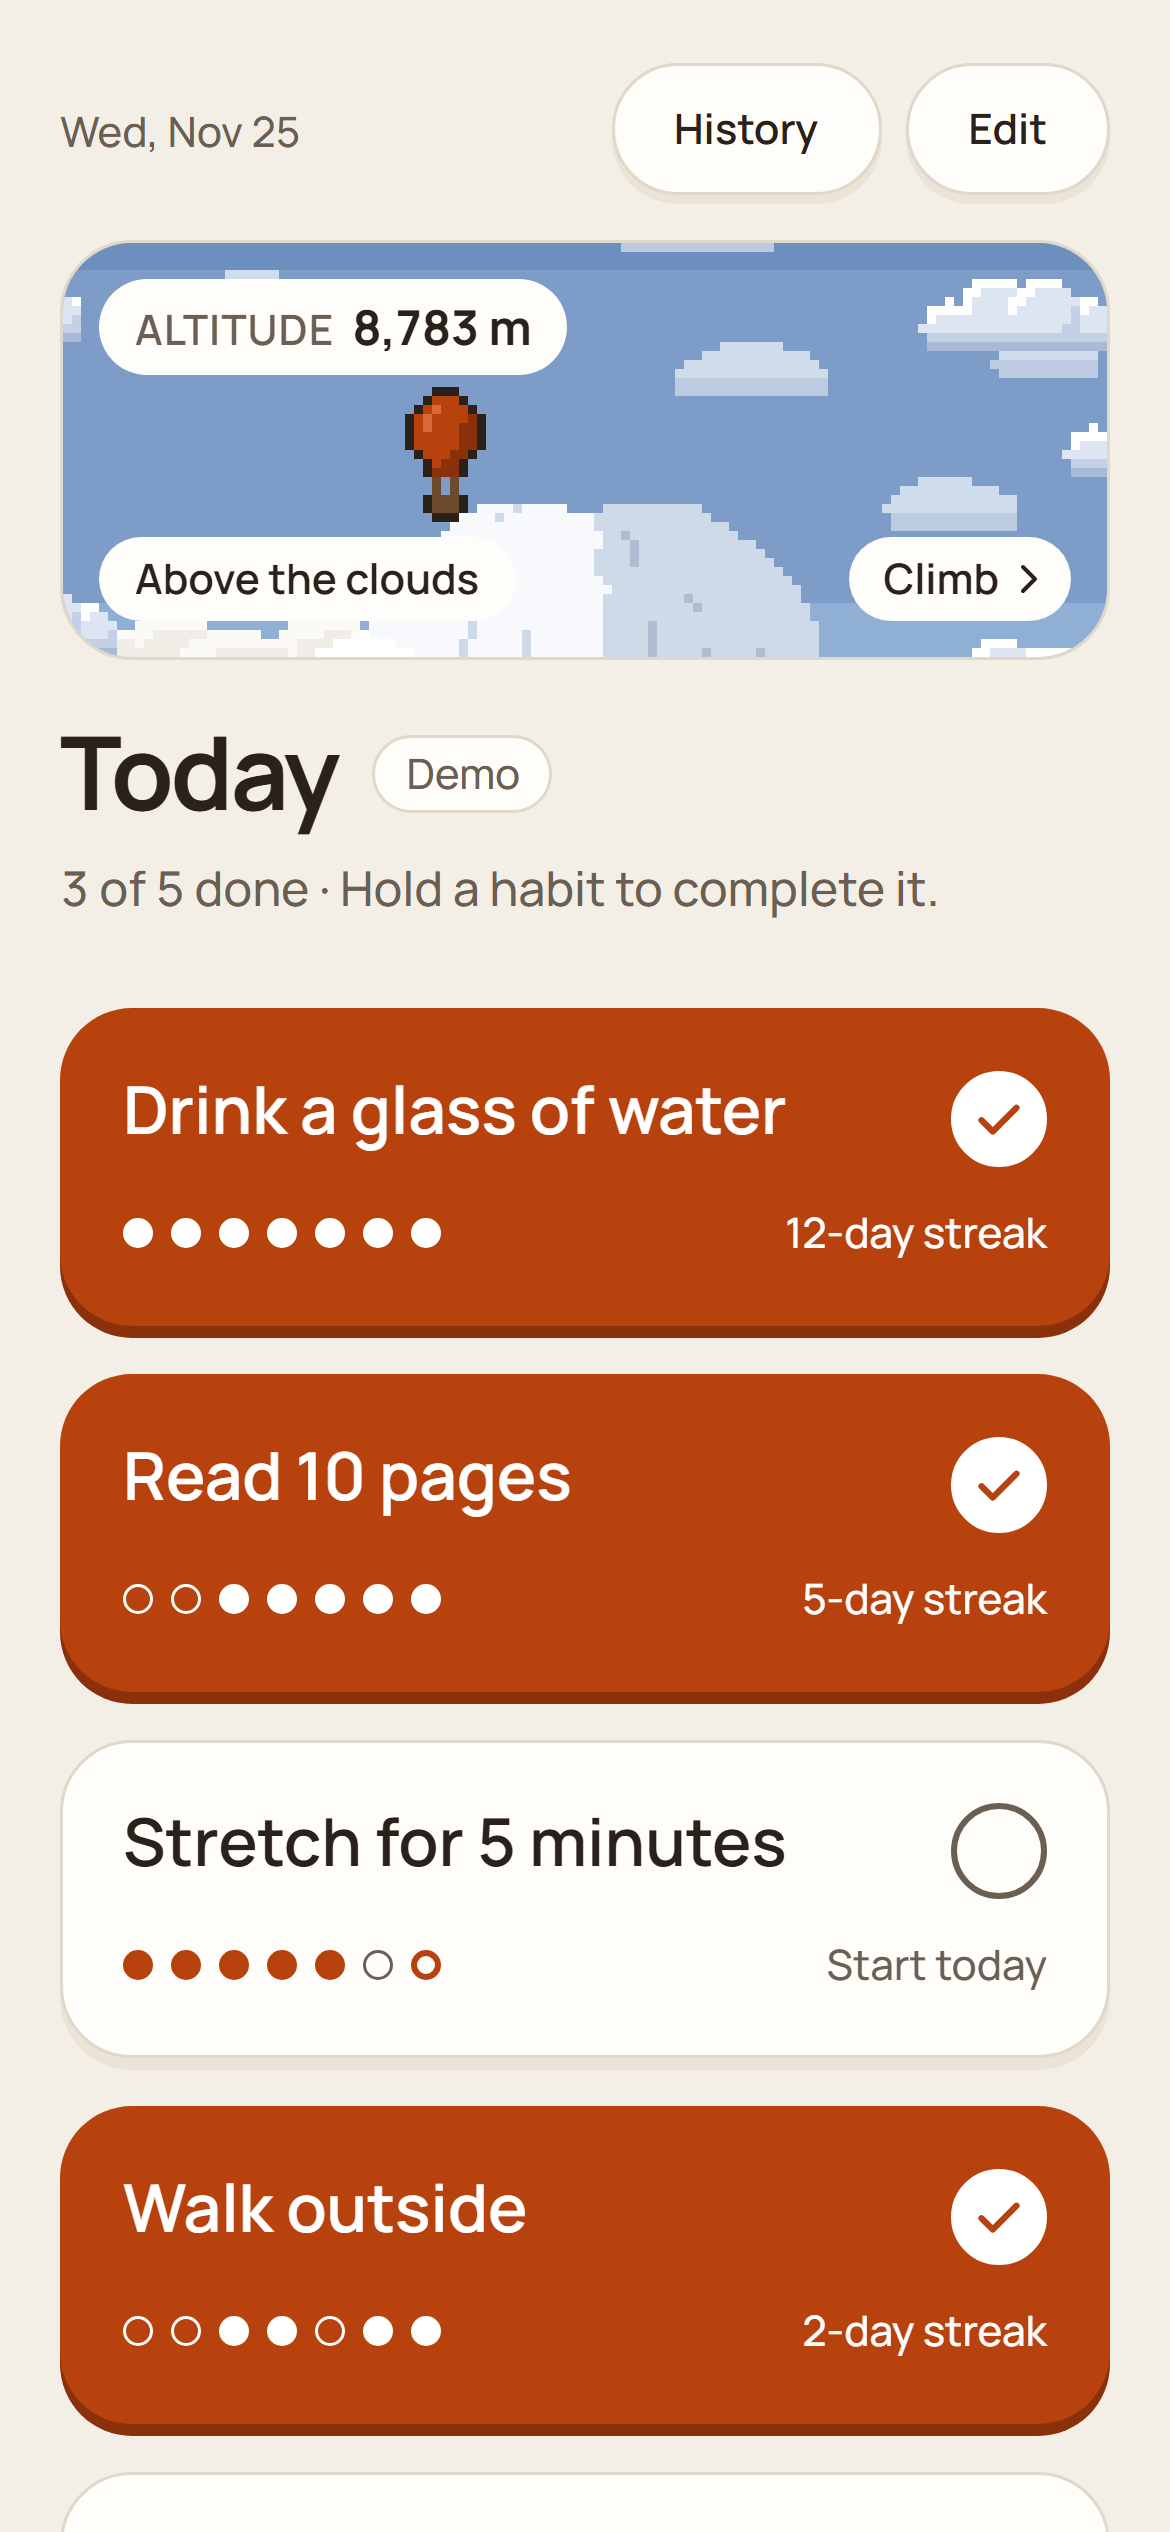 Wed, Nov 25
History
Edit
ALTITUDE 8,783 m
Above the clouds
Climb
Today
Demo
3 of 5 done · Hold a habit to complete it.
Drink a glass of water
12-day streak
Read 10 pages
5-day streak
Stretch for 5 minutes
Start today
Walk outside
2-day streak